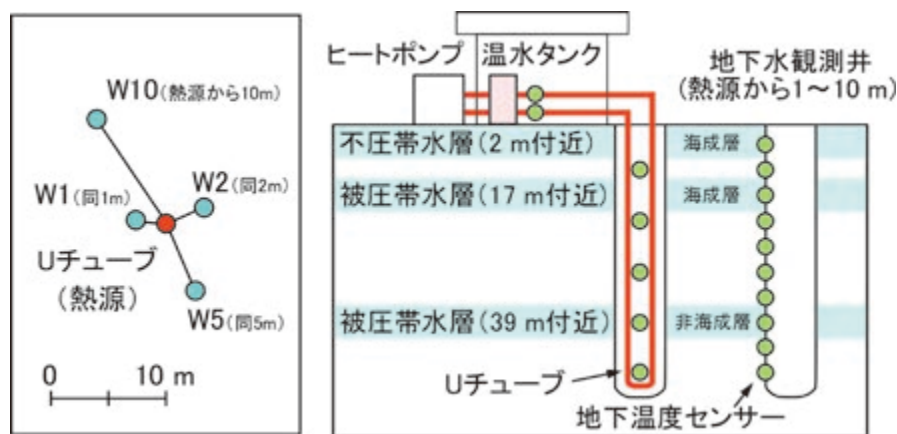 W10(熱源から10m)
W1(同1m)
W2(同2m)
Uチューブ
(熱源)
W5(同5m)
0 10 m
ヒートポンプ 温水タンク
地下水観測井
(熱源から1～10 m)
不圧帯水層(2 m付近) 海成層
被圧帯水層(17 m付近) 海成層
被圧帯水層(39 m付近) 非海成層
Uチューブ
地下温度センサー